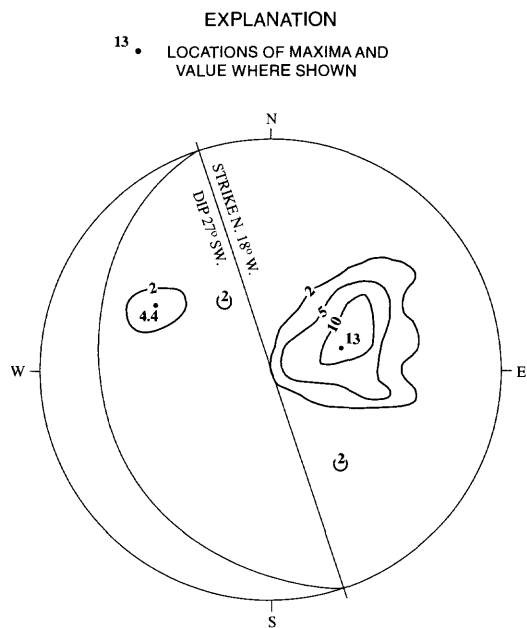 EXPLANATION
13 • LOCATIONS OF MAXIMA AND
VALUE WHERE SHOWN
N
STRIKE N. 18° W.
DIP 27° SW.
2
2
2
5
10
4.4
13
W
E
2
S